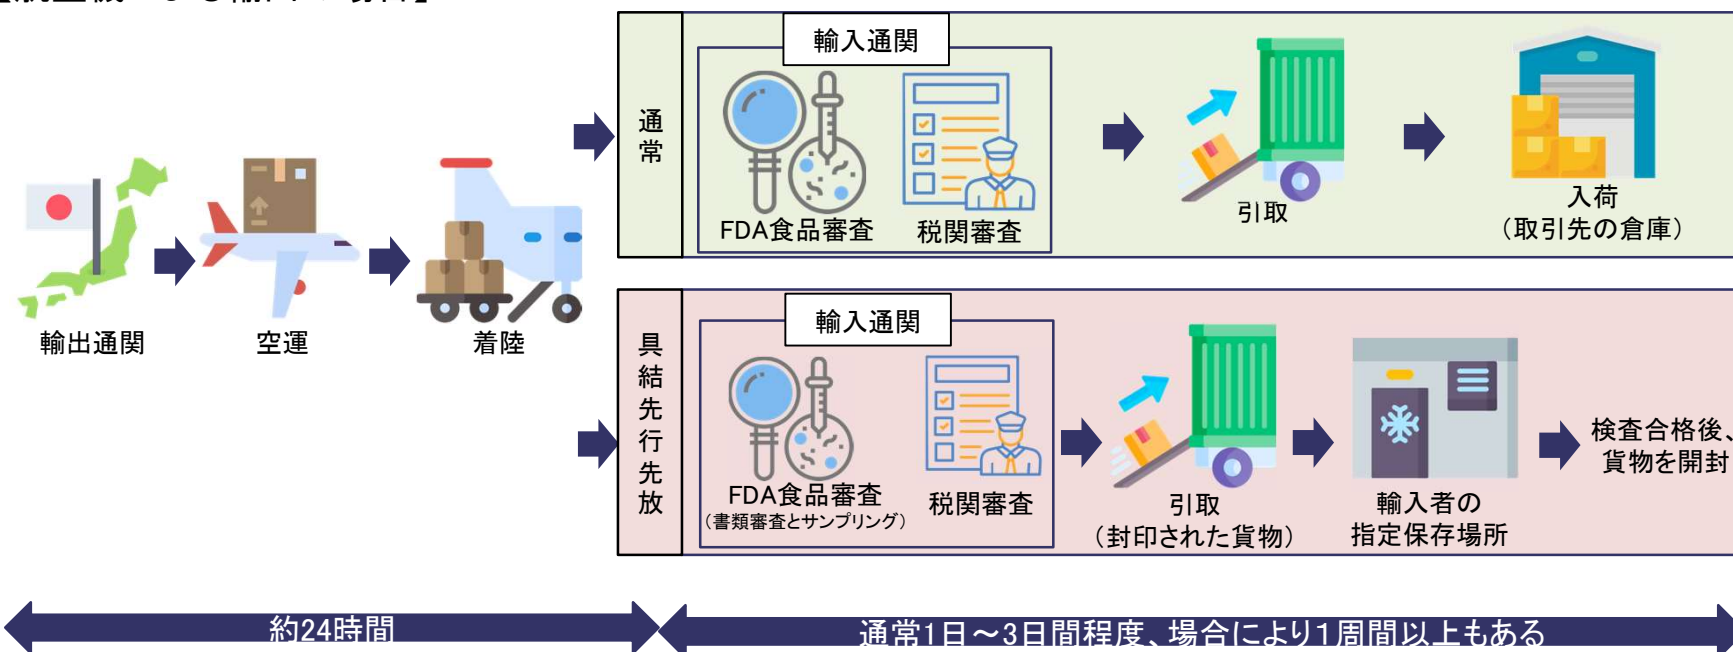 輸出通関
空運
着陸
通常
輸入通関
FDA食品審査
税関審査
引取
入荷
（取引先の倉庫）
具結先行先放
輸入通関
FDA食品審査
（書類審査とサンプリング）
税関審査
引取
（封印された貨物）
輸入者の
指定保存場所
検査合格後、
貨物を開封
約24時間
通常1日～3日間程度、場合により１周間以上もある